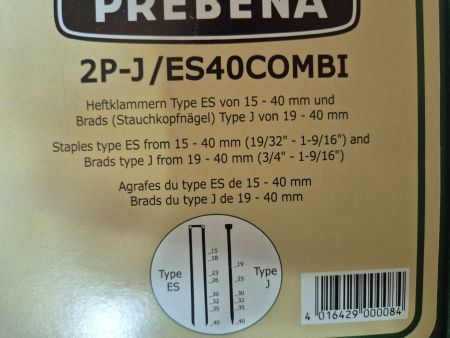 PREBENA
2P-J/ES40COMBI
Heftklammern Type ES von 15 - 40 mm und
Brads (Stauchkopfnägel) Type J von 19 - 40 mm
Staples type ES from 15 - 40 mm (19/32" - 1-9/16") and
Brads type J from 19 - 40 mm (3/4" - 1-9/16")
Agrafes du type ES de 15 - 40 mm
Brads du type J de 19 - 40 mm
Type ES
15
18
23
26
30
32
35
40
19
25
30
32
35
40
Type J
4 016429 000084